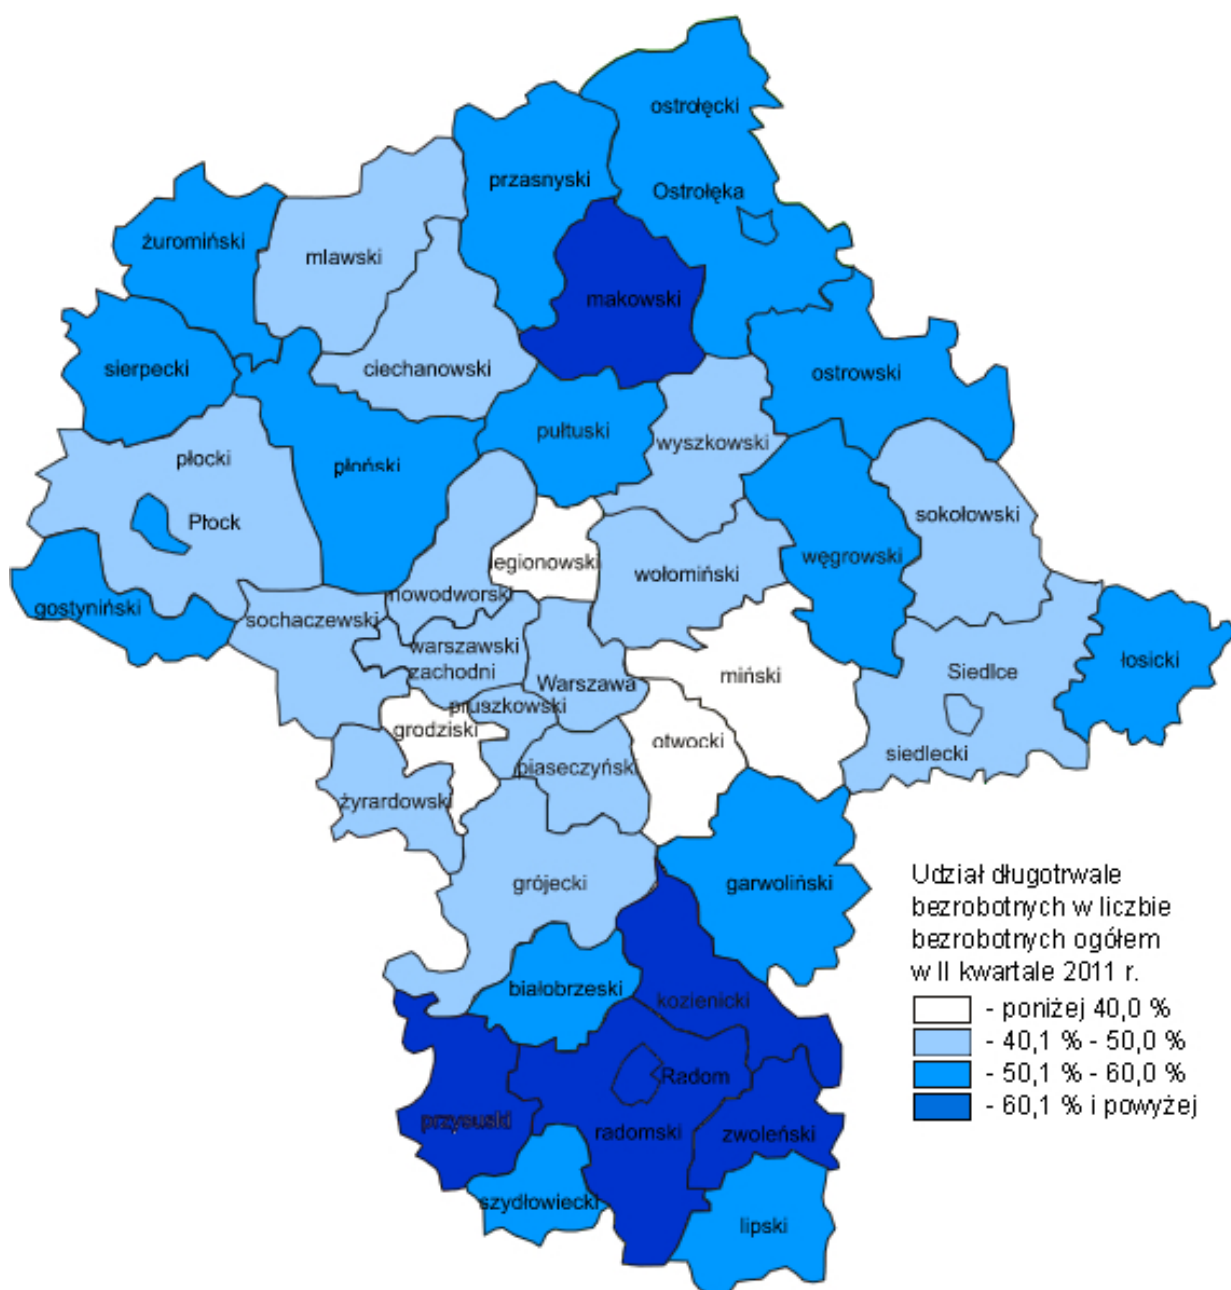 ostrołęcki
przasnyski
Ostrołęka
żuromiński
mlawski
makowski
sierpecki
ciechanowski
ostrowski
pułtuski
wyszkowski
płocki
płoński
Płock
sokołowski
legionowski
wołomiński
węgrowski
nowodworski
gostyniński
sochaczewski
warszawski
zachodni
Warszawa
miński
Siedlce
łosicki
pruszkowski
grodziski
otwocki
siedlecki
piaseczyński
żyrardowski
grójecki
garwoliński
Udział długotrwale
bezrobotnych w liczbie
bezrobotnych ogółem
w II kwartale 2011 r.
- poniżej 40,0 %
- 40,1 % - 50,0 %
- 50,1 % - 60,0 %
- 60,1 % i powyżej
białobrzeski
kozienicki
Radom
przysuski
radomski
zwoleński
szydłowiecki
lipski